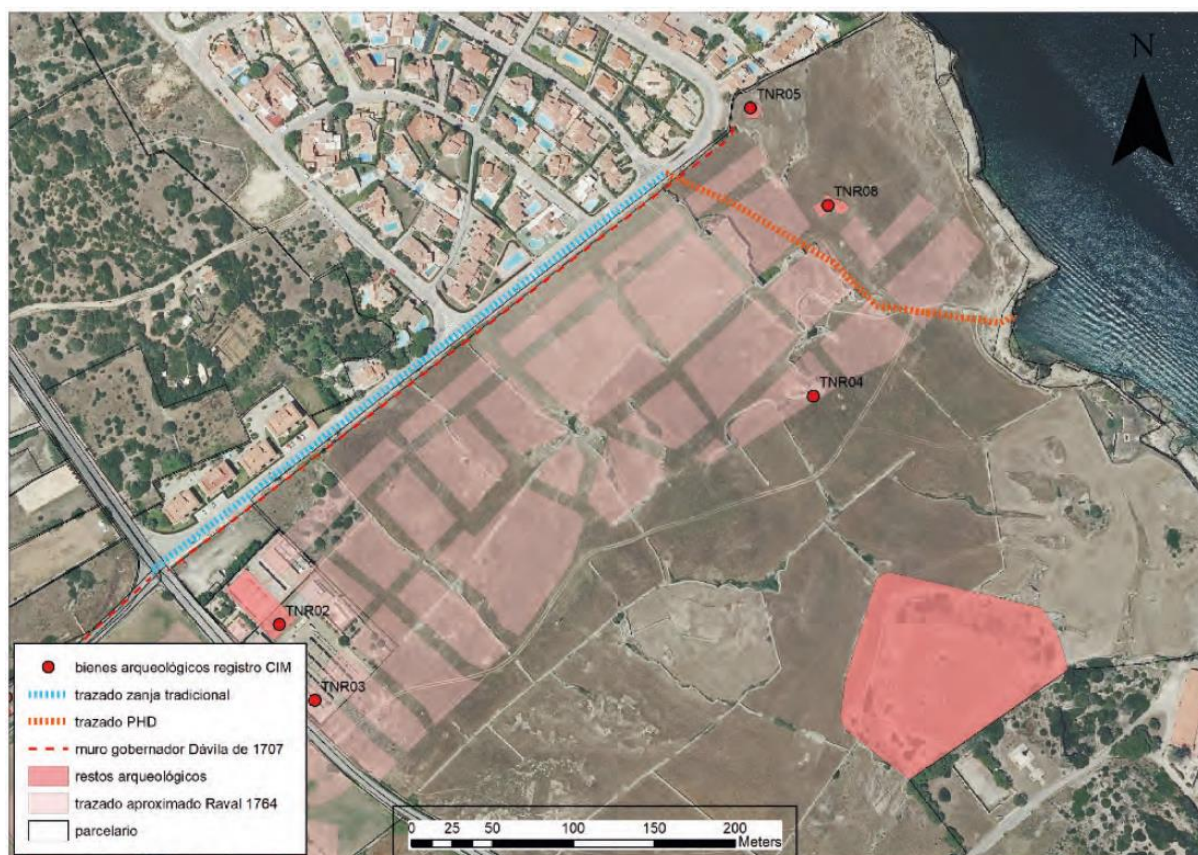 N
TNR05
TNR08
TNR04
TNR02
TNR03
bienes arqueológicos registro CIM
trazado zanja tradicional
trazado PHD
muro gobernador Dávila de 1707
restos arqueológicos
trazado aproximado Raval 1764
parcelario
0 25 50 100 150 200
Meters